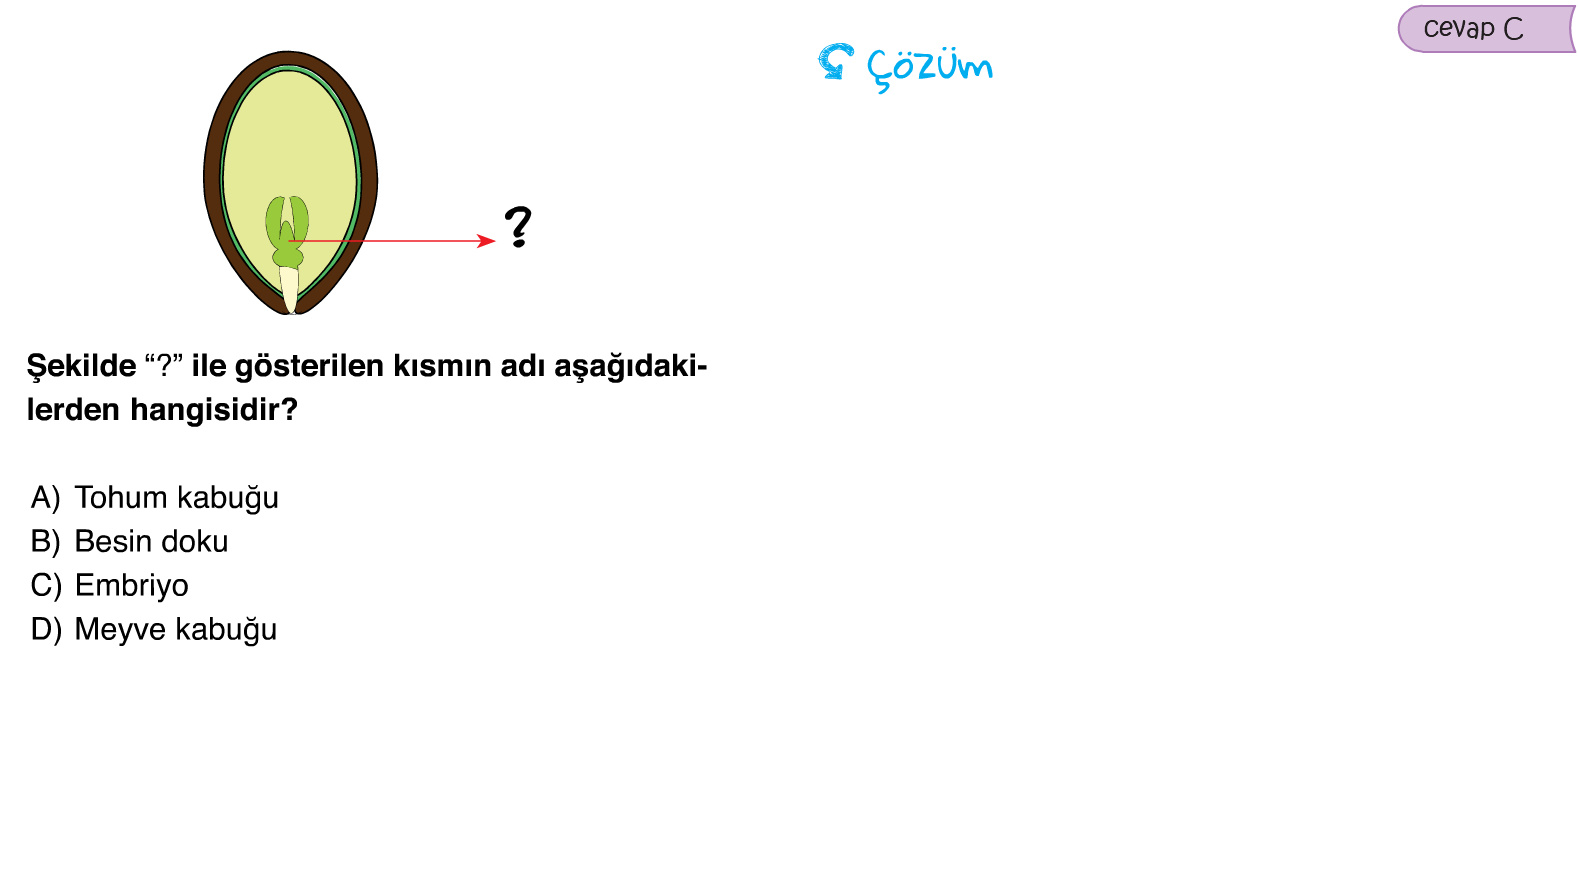 cevap C
Çözüm
?
Şekilde “?” ile gösterilen kısmın adı aşağıdaki-
lerden hangisidir?
A) Tohum kabuğu
B) Besin doku
C) Embriyo
D) Meyve kabuğu